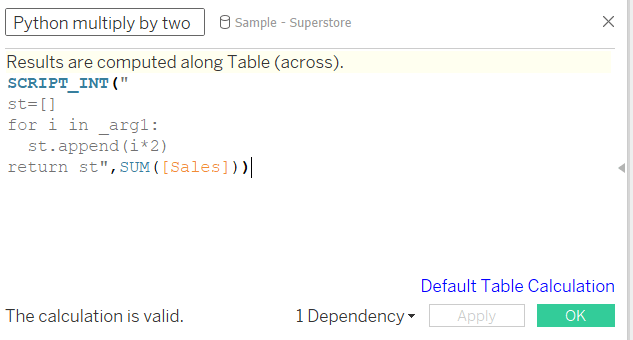 Python multiply by two Sample - Superstore
Results are computed along Table (across).
SCRIPT_INT("
st=[]
for i in _arg1:
  st.append(i*2)
return st",SUM([Sales]))
Default Table Calculation
The calculation is valid. 1 Dependency Apply OK